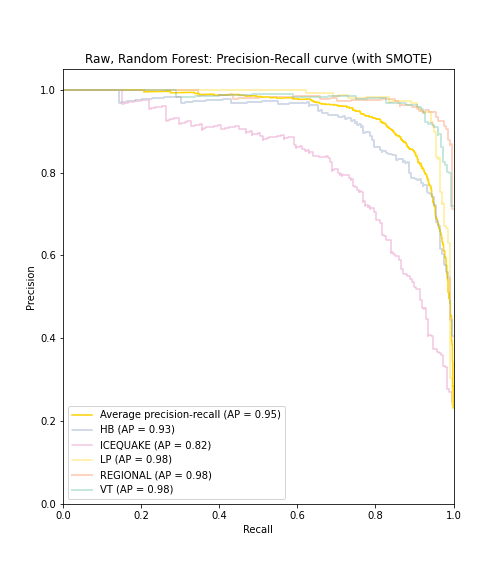 Raw, Random Forest: Precision-Recall curve (with SMOTE)
1.0
0.8
0.6
0.4
0.2
0.0
Precision
Average precision-recall (AP = 0.95)
HB (AP = 0.93)
ICEQUAKE (AP = 0.82)
LP (AP = 0.98)
REGIONAL (AP = 0.98)
VT (AP = 0.98)
0.0 0.2 0.4 0.6 0.8 1.0
Recall